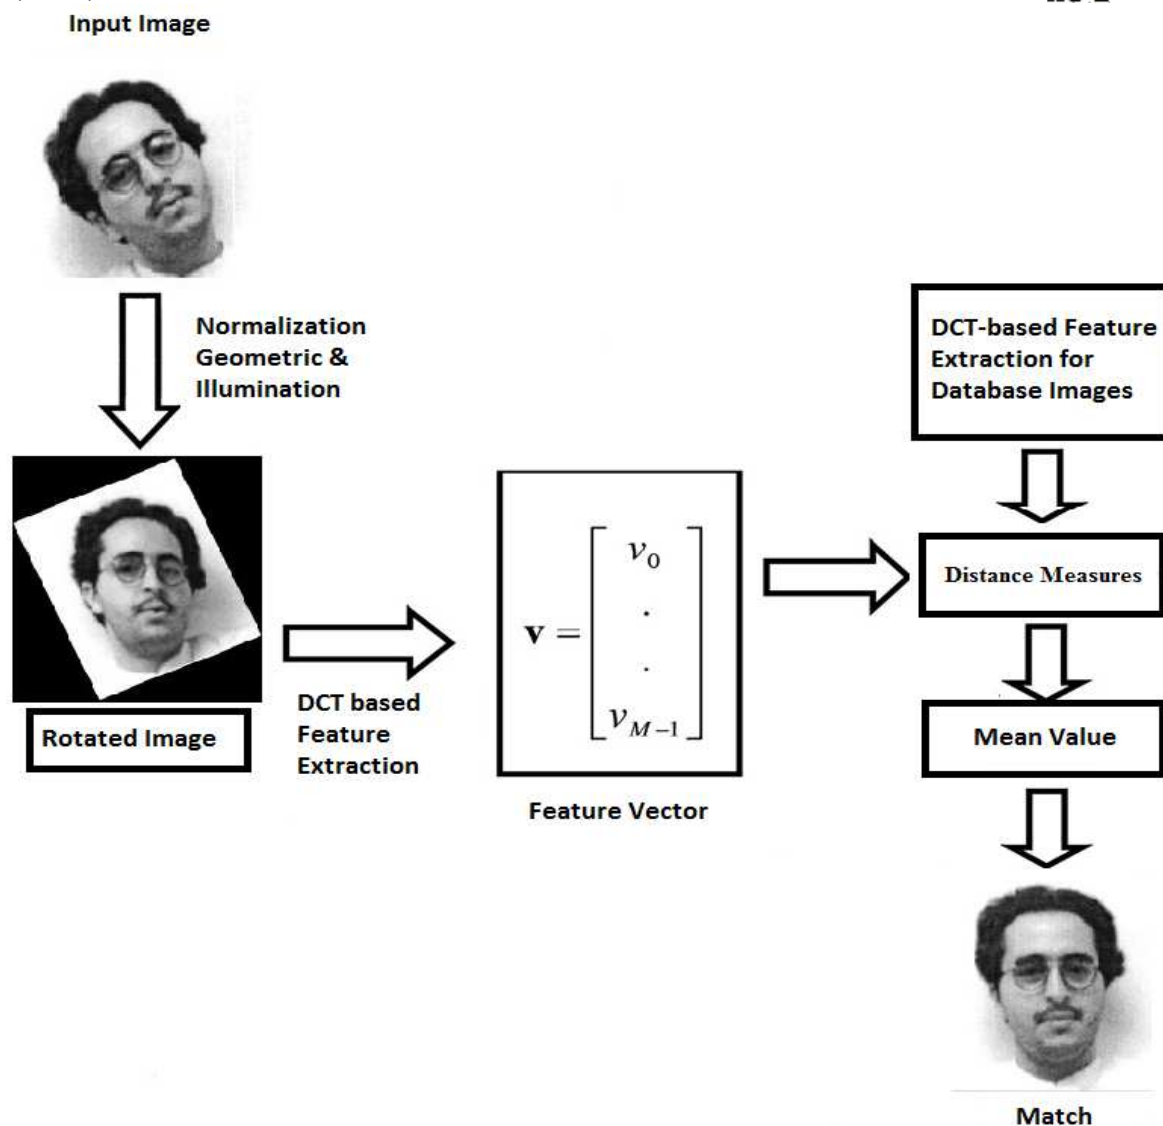 Input Image
Normalization
Geometric &
Illumination
Rotated Image
DCT based
Feature
Extraction
v =
v0
.
.
vM−1
Feature Vector
DCT-based Feature
Extraction for
Database Images
Distance Measures
Mean Value
Match